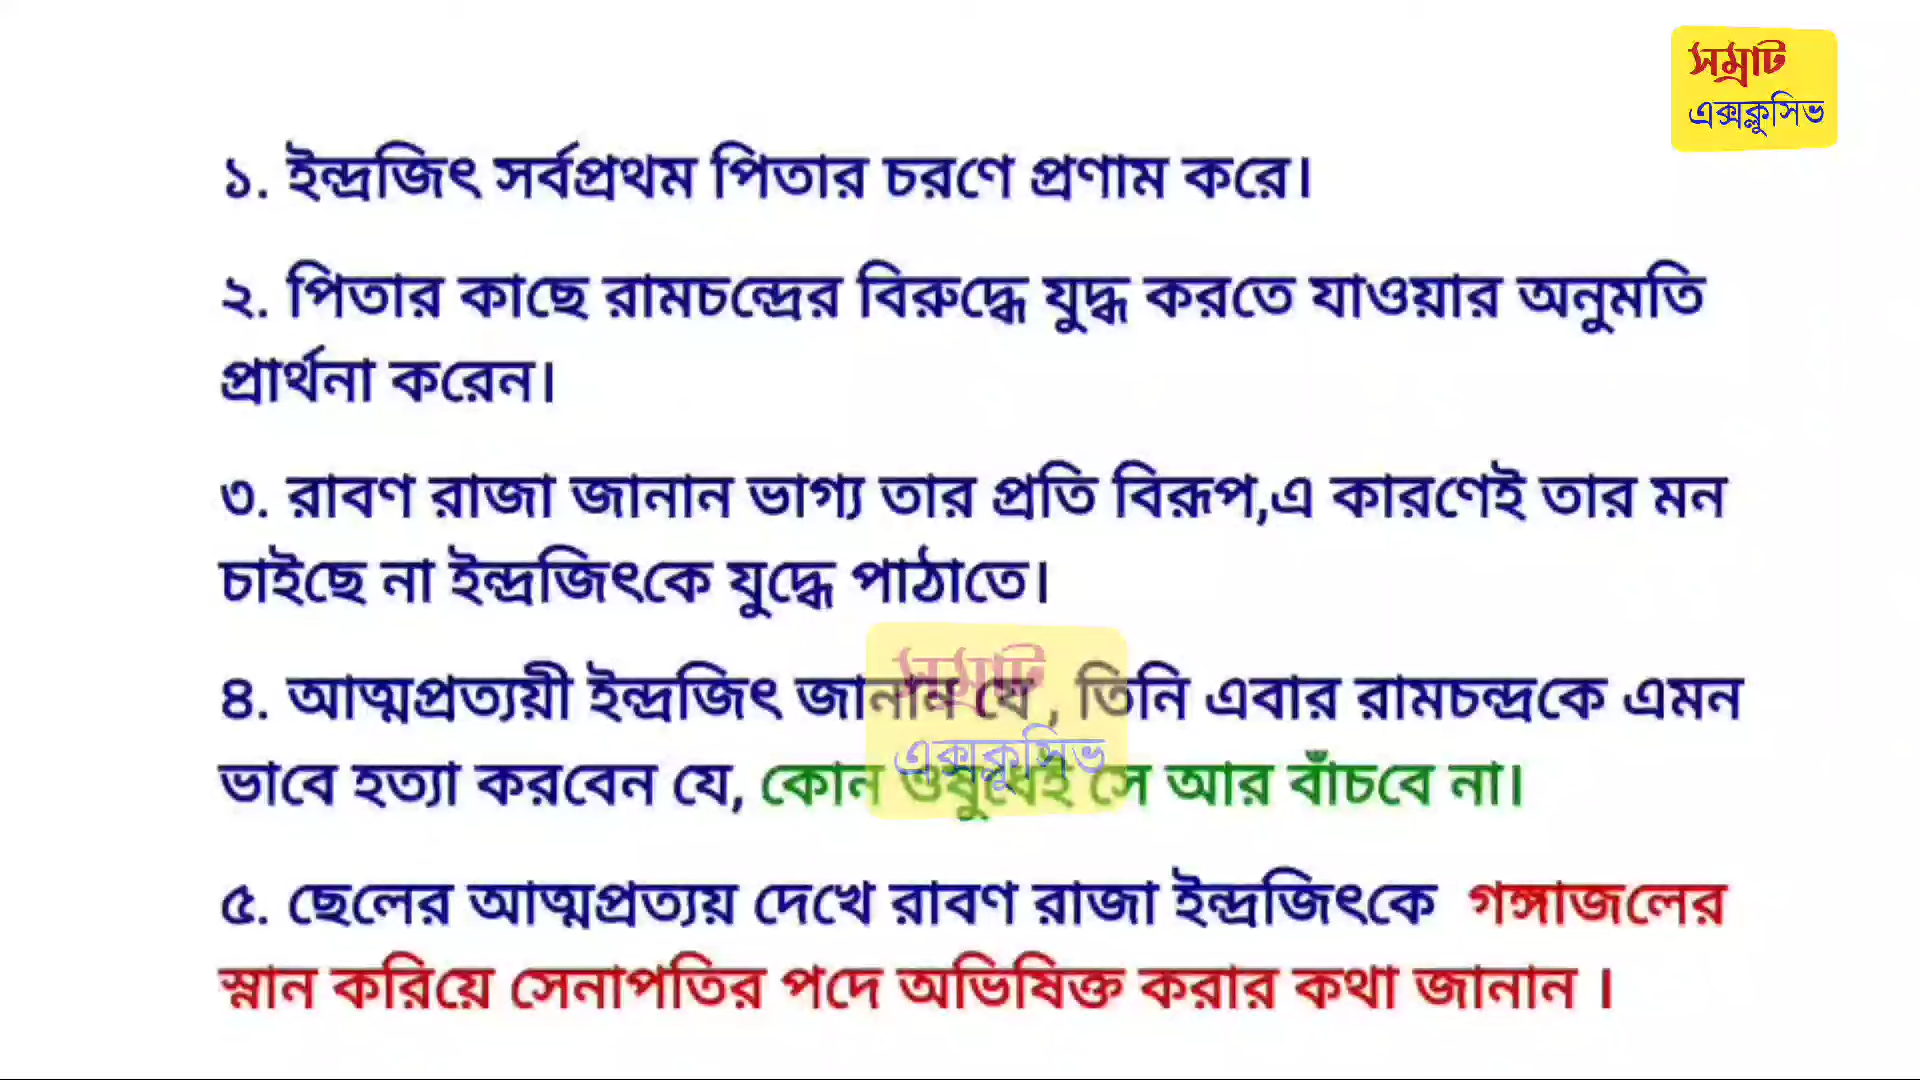 সম্রাট
এক্সক্লুসিভ
১. ইন্দ্রজিৎ সর্বপ্রথম পিতার চরণে প্রণাম করে।
২. পিতার কাছে রামচন্দ্রের বিরুদ্ধে যুদ্ধ করতে যাওয়ার অনুমতি
প্রার্থনা করেন।
৩. রাবণ রাজা জানান ভাগ্য তার প্রতি বিরূপ,এ কারণেই তার মন
চাইছে না ইন্দ্রজিৎকে যুদ্ধে পাঠাতে।
৪. আত্মপ্রত্যয়ী ইন্দ্রজিৎ জানান যে , তিনি এবার রামচন্দ্রকে এমন
ভাবে হত্যা করবেন যে, কোন ওষুধেই সে আর বাঁচবে না।
সম্রাট
এক্সক্লুসিভ
৫. ছেলের আত্মপ্রত্যয় দেখে রাবণ রাজা ইন্দ্রজিৎকে গঙ্গাজলের
স্নান করিয়ে সেনাপতির পদে অভিষিক্ত করার কথা জানান ।